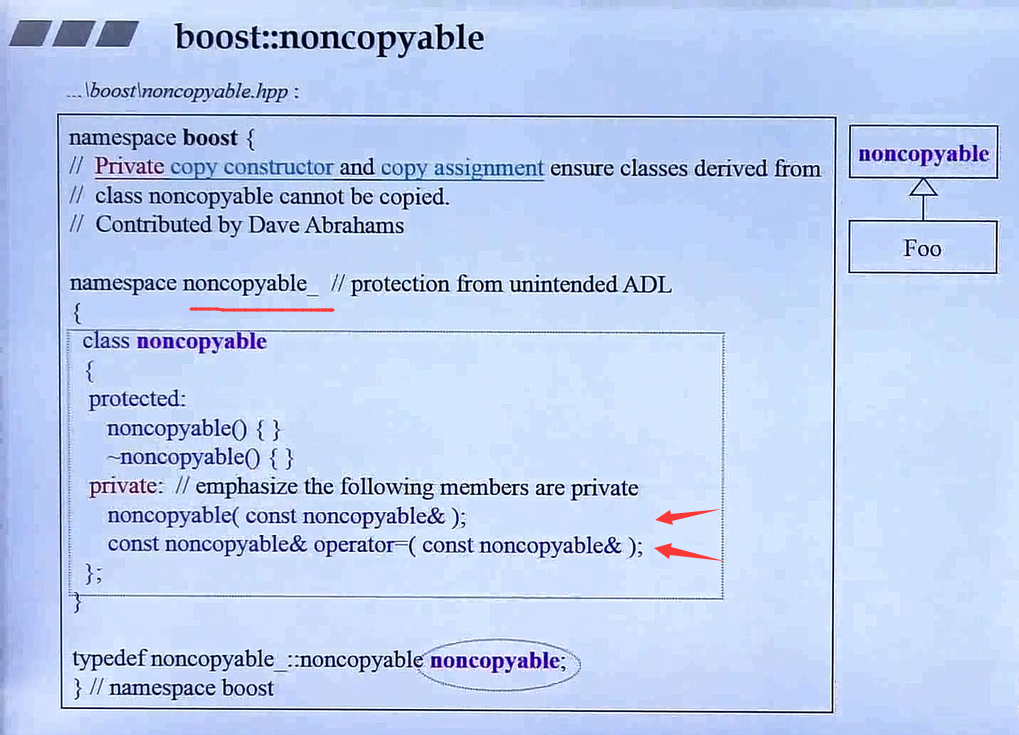 boost::noncopyable
...\boost\noncopyable.hpp :
namespace boost {
// Private copy constructor and copy assignment ensure classes derived from
// class noncopyable cannot be copied.
// Contributed by Dave Abrahams
namespace noncopyable_ // protection from unintended ADL
{
class noncopyable
{
protected:
noncopyable() { }
~noncopyable() { }
private: // emphasize the following members are private
noncopyable( const noncopyable& );
const noncopyable& operator=( const noncopyable& );
};
}
typedef noncopyable_::noncopyable noncopyable;
} // namespace boost
noncopyable
Foo